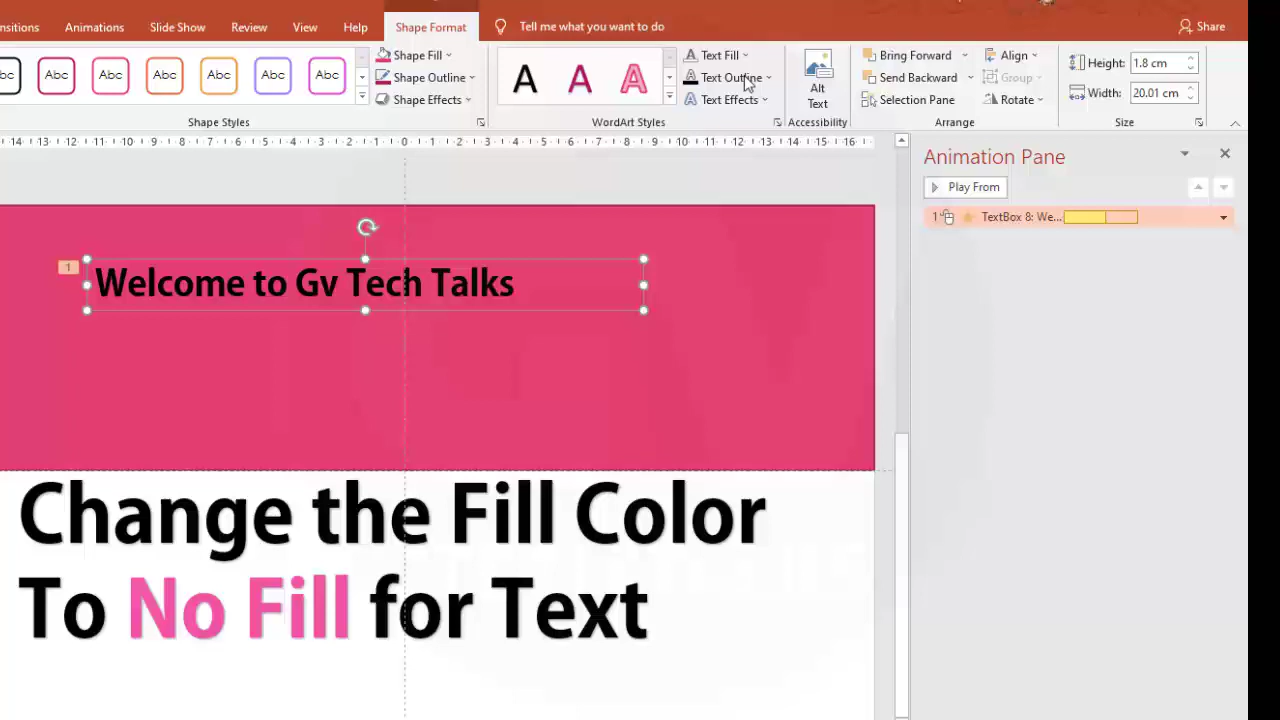 nsitions Animations Slide Show Review View Help Shape Format Tell me what you want to do Share
bc Abc Abc Abc Abc Abc Abc
Shape Fill
Shape Outline
Shape Effects
Shape Styles
A A A
Text Fill
Text Outline
Text Effects
WordArt Styles
Alt
Text
Accessibility
Bring Forward Align
Send Backward Group
Selection Pane Rotate
Arrange
Height: 1.8 cm
Width: 20.01 cm
Size
14 13 12 11 10 9 8 7 6 5 4 3 2 1 0 1 2 3 4 5 6 7 8 9 10 11 12 13 14 15 16
Animation Pane
Play From
1 TextBox 8: We...
1
Welcome to Gv Tech Talks
Change the Fill Color
To No Fill for Text